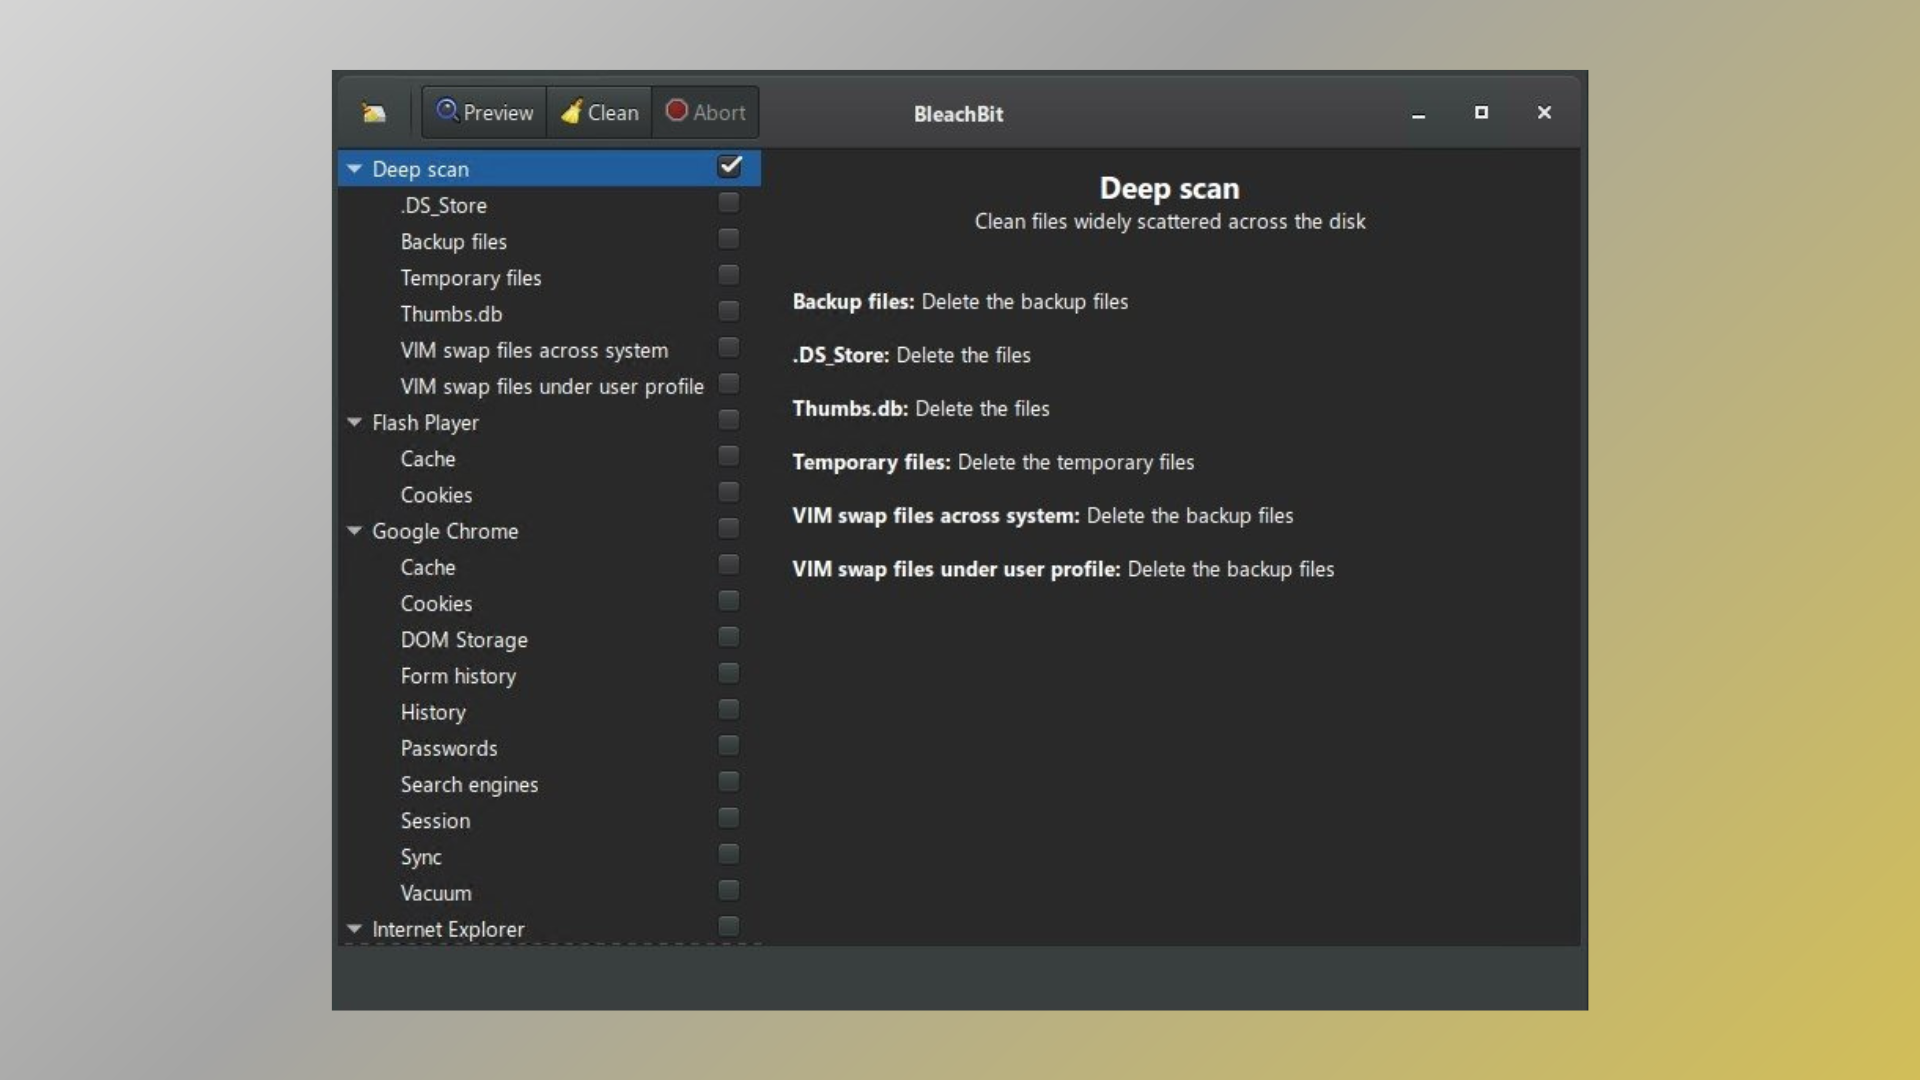 Preview Clean Abort BleachBit
Deep scan
.DS_Store
Backup files
Temporary files
Thumbs.db
VIM swap files across system
VIM swap files under user profile
Flash Player
Cache
Cookies
Google Chrome
Cache
Cookies
DOM Storage
Form history
History
Passwords
Search engines
Session
Sync
Vacuum
Internet Explorer
Deep scan
Clean files widely scattered across the disk
Backup files: Delete the backup files
.DS_Store: Delete the files
Thumbs.db: Delete the files
Temporary files: Delete the temporary files
VIM swap files across system: Delete the backup files
VIM swap files under user profile: Delete the backup files